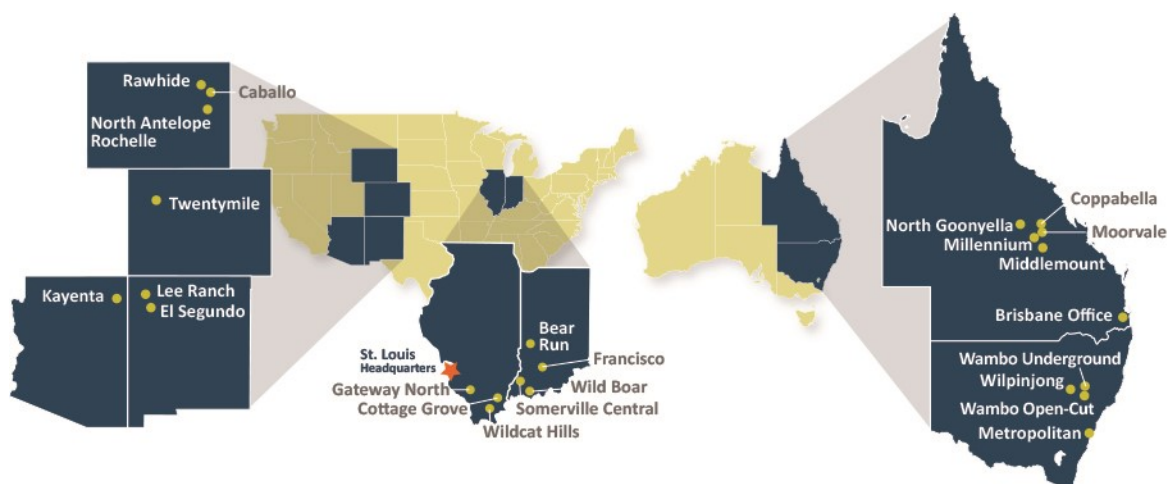 Rawhide
Caballo
North Antelope
Rochelle
Twentymile
Kayenta
Lee Ranch
El Segundo
St. Louis
Headquarters
Bear
Run
Francisco
Gateway North
Wild Boar
Cottage Grove
Somerville Central
Wildcat Hills
Coppabella
North Goonyella
Moorvale
Millennium
Middlemount
Brisbane Office
Wambo Underground
Wilpinjong
Wambo Open-Cut
Metropolitan